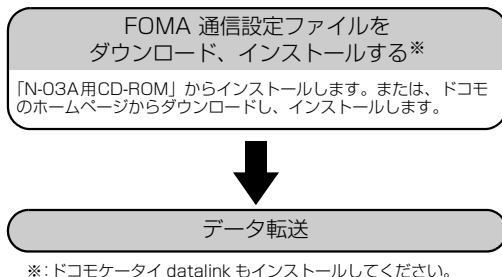 FOMA 通信設定ファイルを
ダウンロード、インストールする※
「N-03A用CD-ROM」からインストールします。または、ドコモ
のホームページからダウンロードし、インストールします。
データ転送
※：ドコモケータイ datalink もインストールしてください。